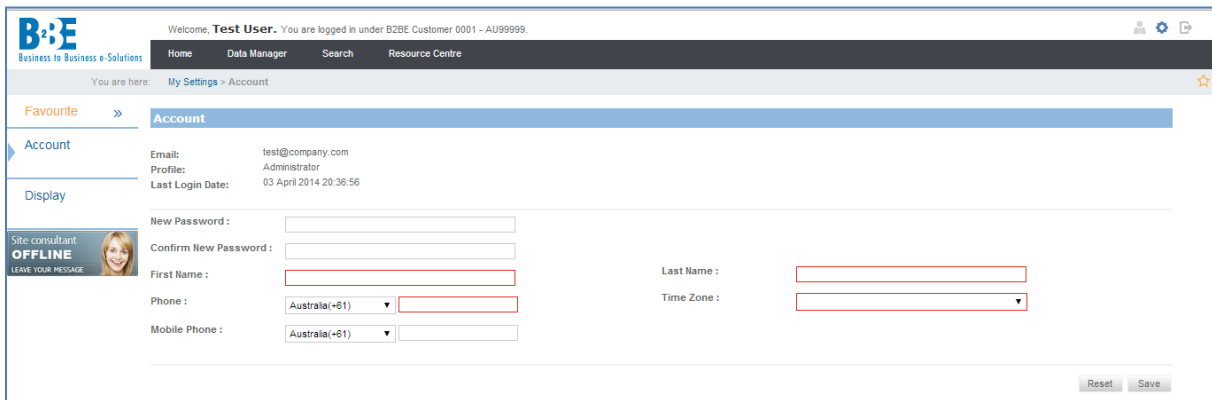 B2BE
Business to Business e-Solutions
Welcome, Test User. You are logged in under B2BE Customer 0001 - AU99999.
Home Data Manager Search Resource Centre
You are here: My Settings > Account
Favourite »
Account
Display
Site consultant
OFFLINE
LEAVE YOUR MESSAGE
Account
Email: test@company.com
Profile: Administrator
Last Login Date: 03 April 2014 20:36:56
New Password :
Confirm New Password :
First Name : Last Name :
Phone : Australia(+61) Time Zone :
Mobile Phone : Australia(+61)
Reset Save